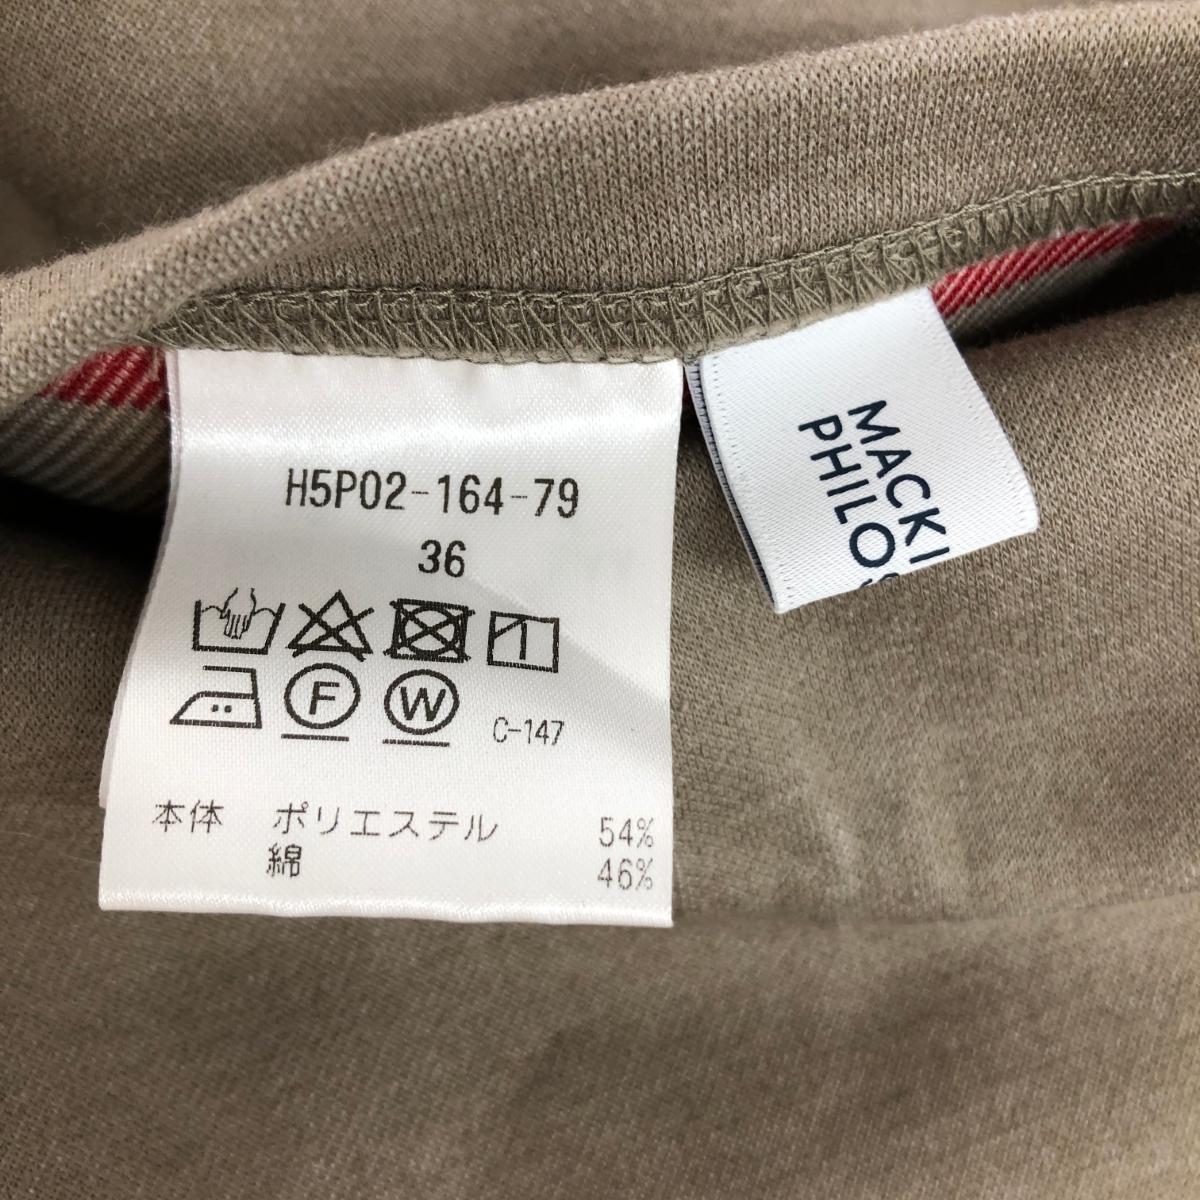 H5P02-164-79
36
F W C-147
本体 ポリエステル 54%
綿 46%
MACKI
PHILOS